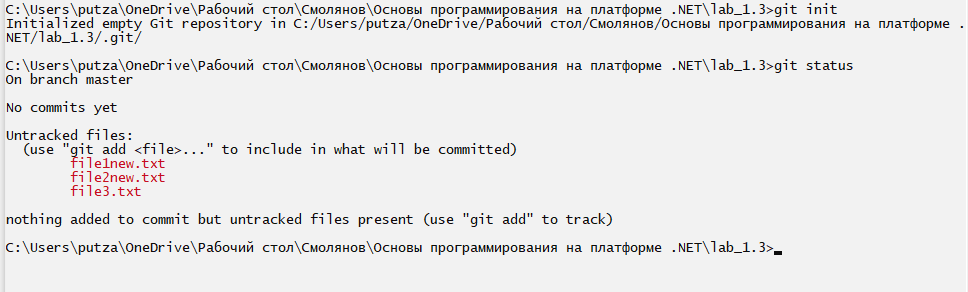 C:\Users\putza\OneDrive\Рабочий стол\Смолянов\Основы программирования на платформе .NET\lab_1.3>git init
Initialized empty Git repository in C:/Users/putza/OneDrive/Рабочий стол/Смолянов/Основы программирования на платформе .
NET/lab_1.3/.git/
C:\Users\putza\OneDrive\Рабочий стол\Смолянов\Основы программирования на платформе .NET\lab_1.3>git status
On branch master
No commits yet
Untracked files:
(use "git add <file>..." to include in what will be committed)
file1new.txt
file2new.txt
file3.txt
nothing added to commit but untracked files present (use "git add" to track)
C:\Users\putza\OneDrive\Рабочий стол\Смолянов\Основы программирования на платформе .NET\lab_1.3>